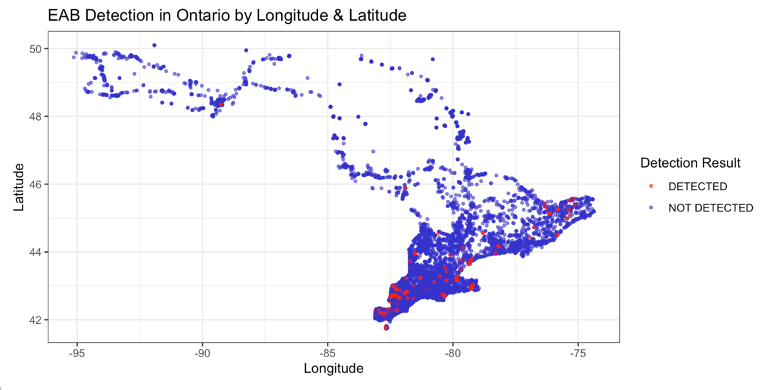 EAB Detection in Ontario by Longitude & Latitude
50
48
46
44
42
Latitude
-95
-90
-85
-80
-75
Longitude
Detection Result
DETECTED
NOT DETECTED